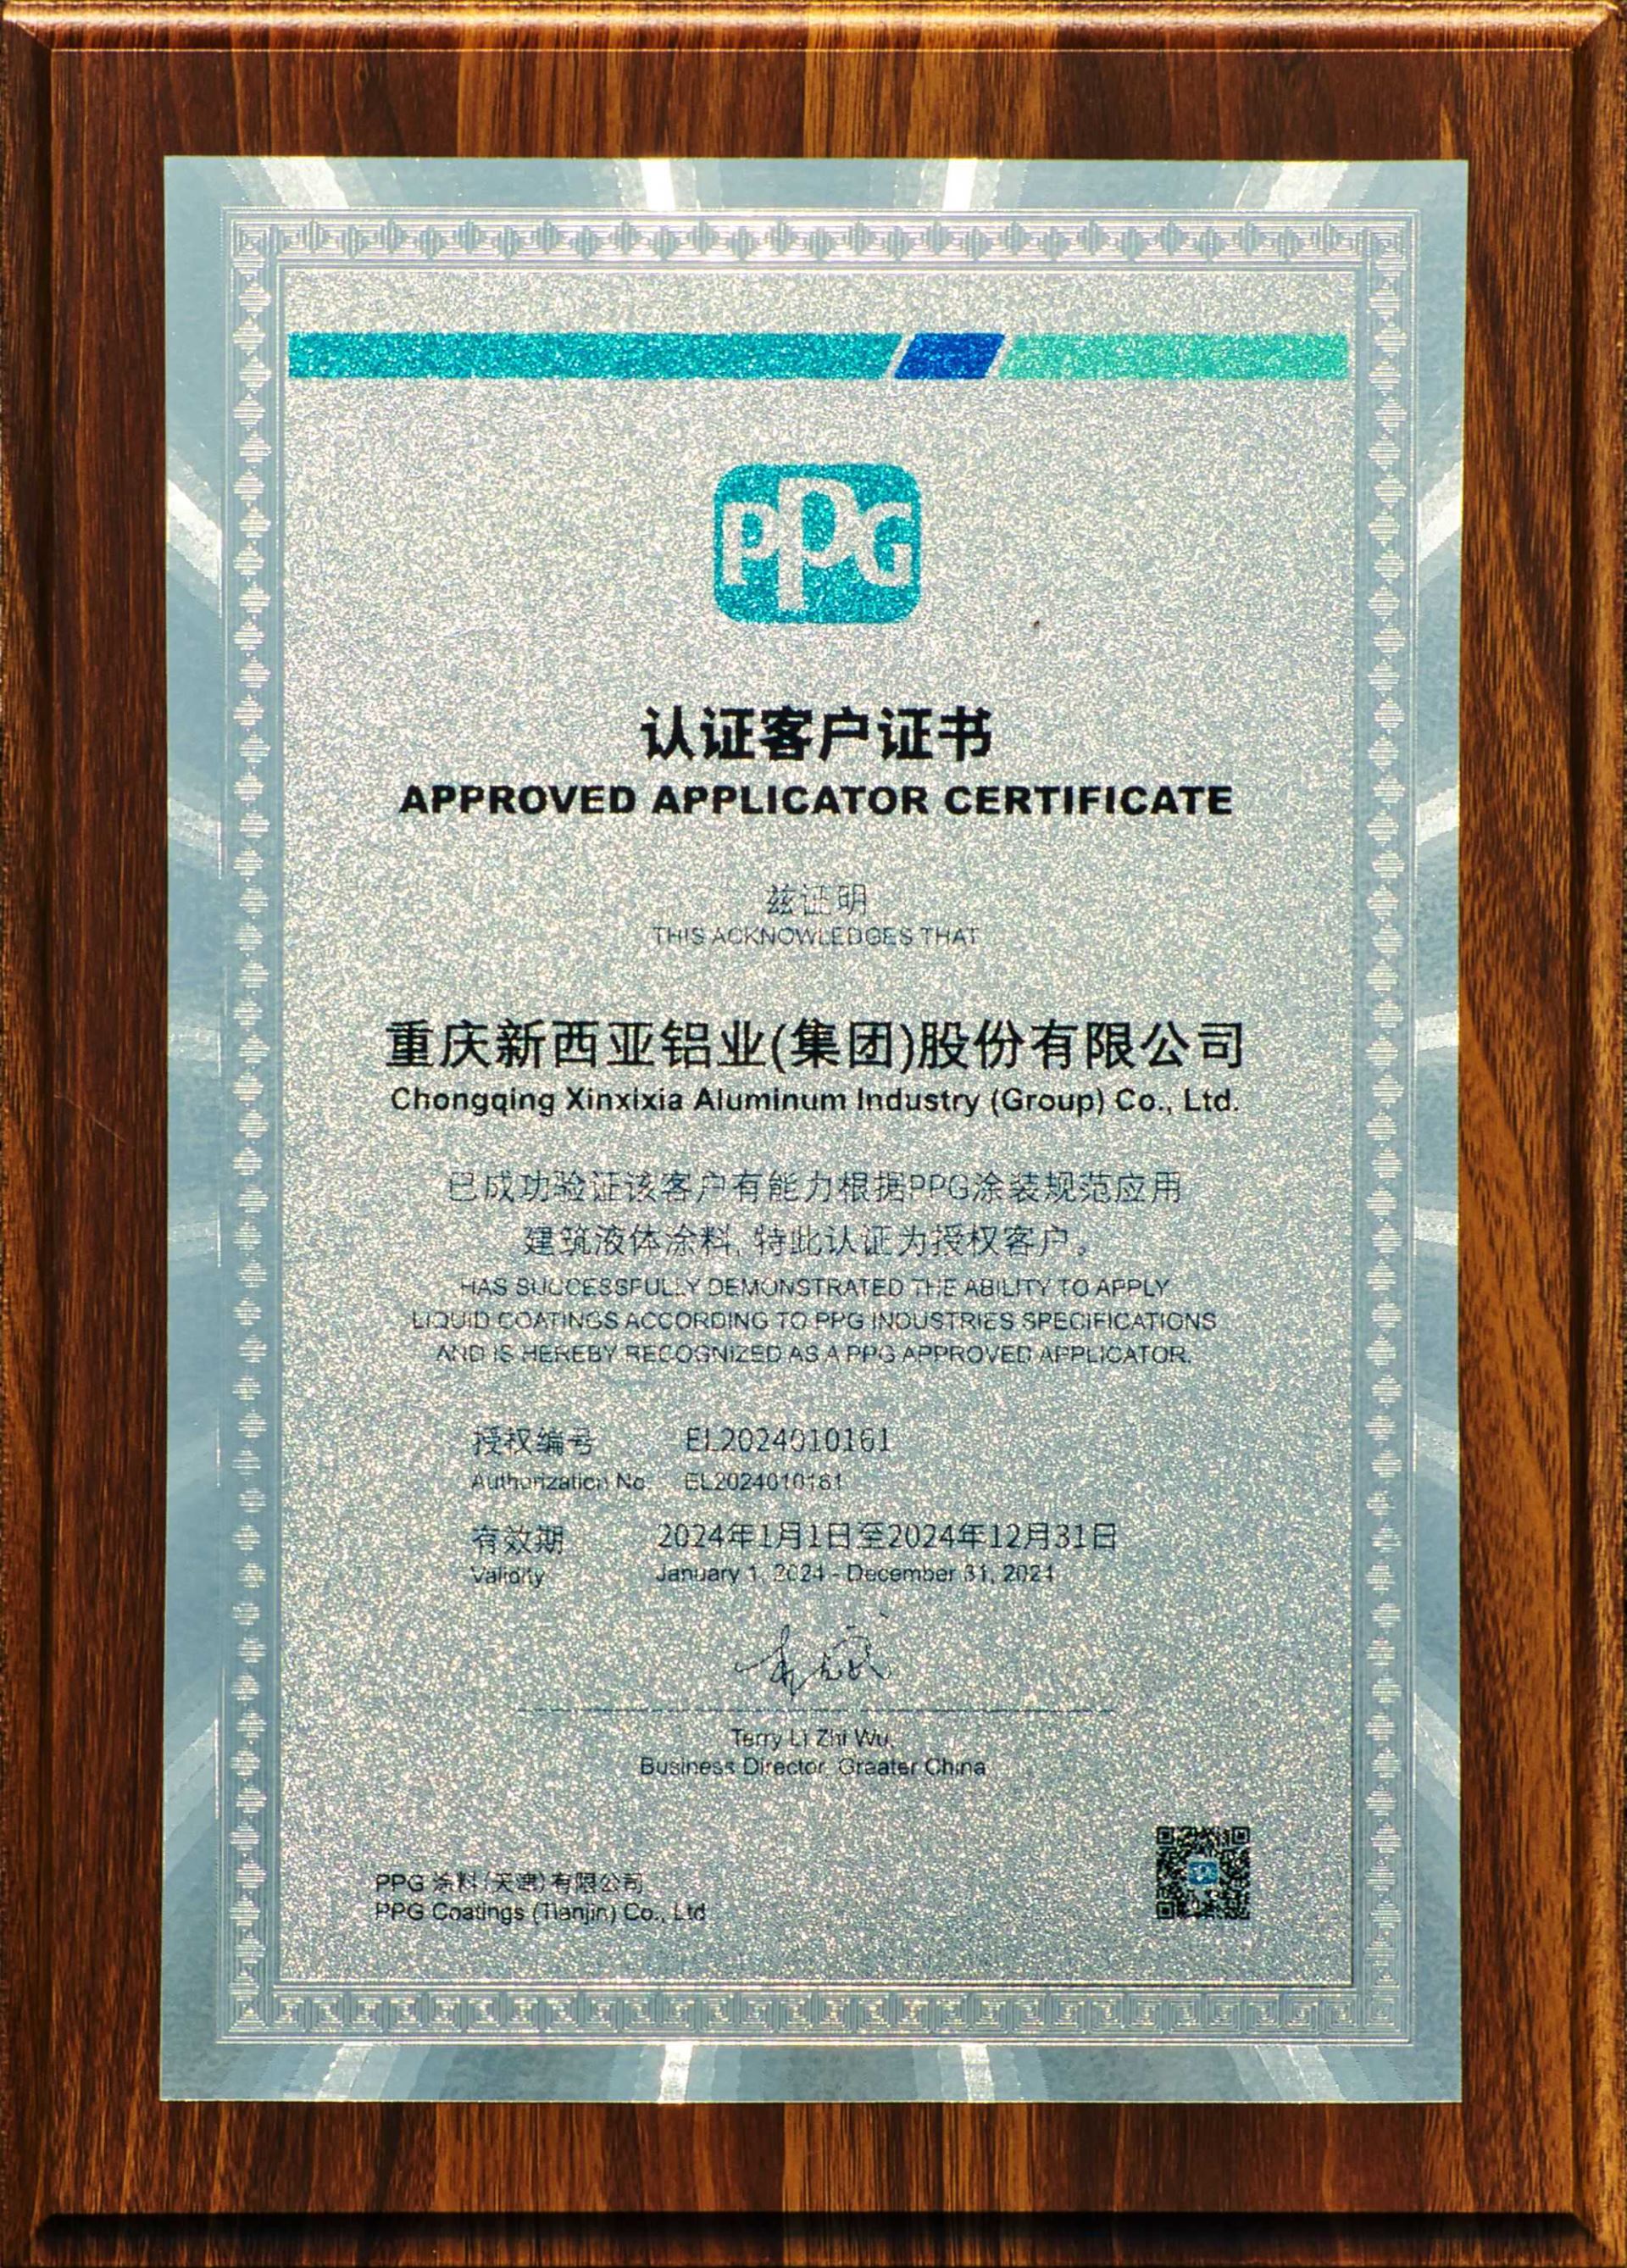 PPG
认证客户证书
APPROVED APPLICATOR CERTIFICATE
兹证明
THIS ACKNOWLEDGES THAT
重庆新西亚铝业(集团)股份有限公司
Chongqing Xinxixia Aluminum Industry (Group) Co., Ltd.
已成功验证该客户有能力根据PPG涂装规范应用
建筑液体涂料, 特此认证为授权客户。
HAS SUCCESSFULLY DEMONSTRATED THE ABILITY TO APPLY
LIQUID COATINGS ACCORDING TO PPG INDUSTRIES SPECIFICATIONS
AND IS HEREBY RECOGNIZED AS A PPG APPROVED APPLICATOR.
授权编号 EL2024010161
Authorization No. EL2024010161
有效期 2024年1月1日至2024年12月31日
Validity January 1, 2024 - December 31, 2024
Terry Li Zhi Wu,
Business Director, Greater China
PPG 涂料(天津)有限公司
PPG Coatings (Tianjin) Co., Ltd